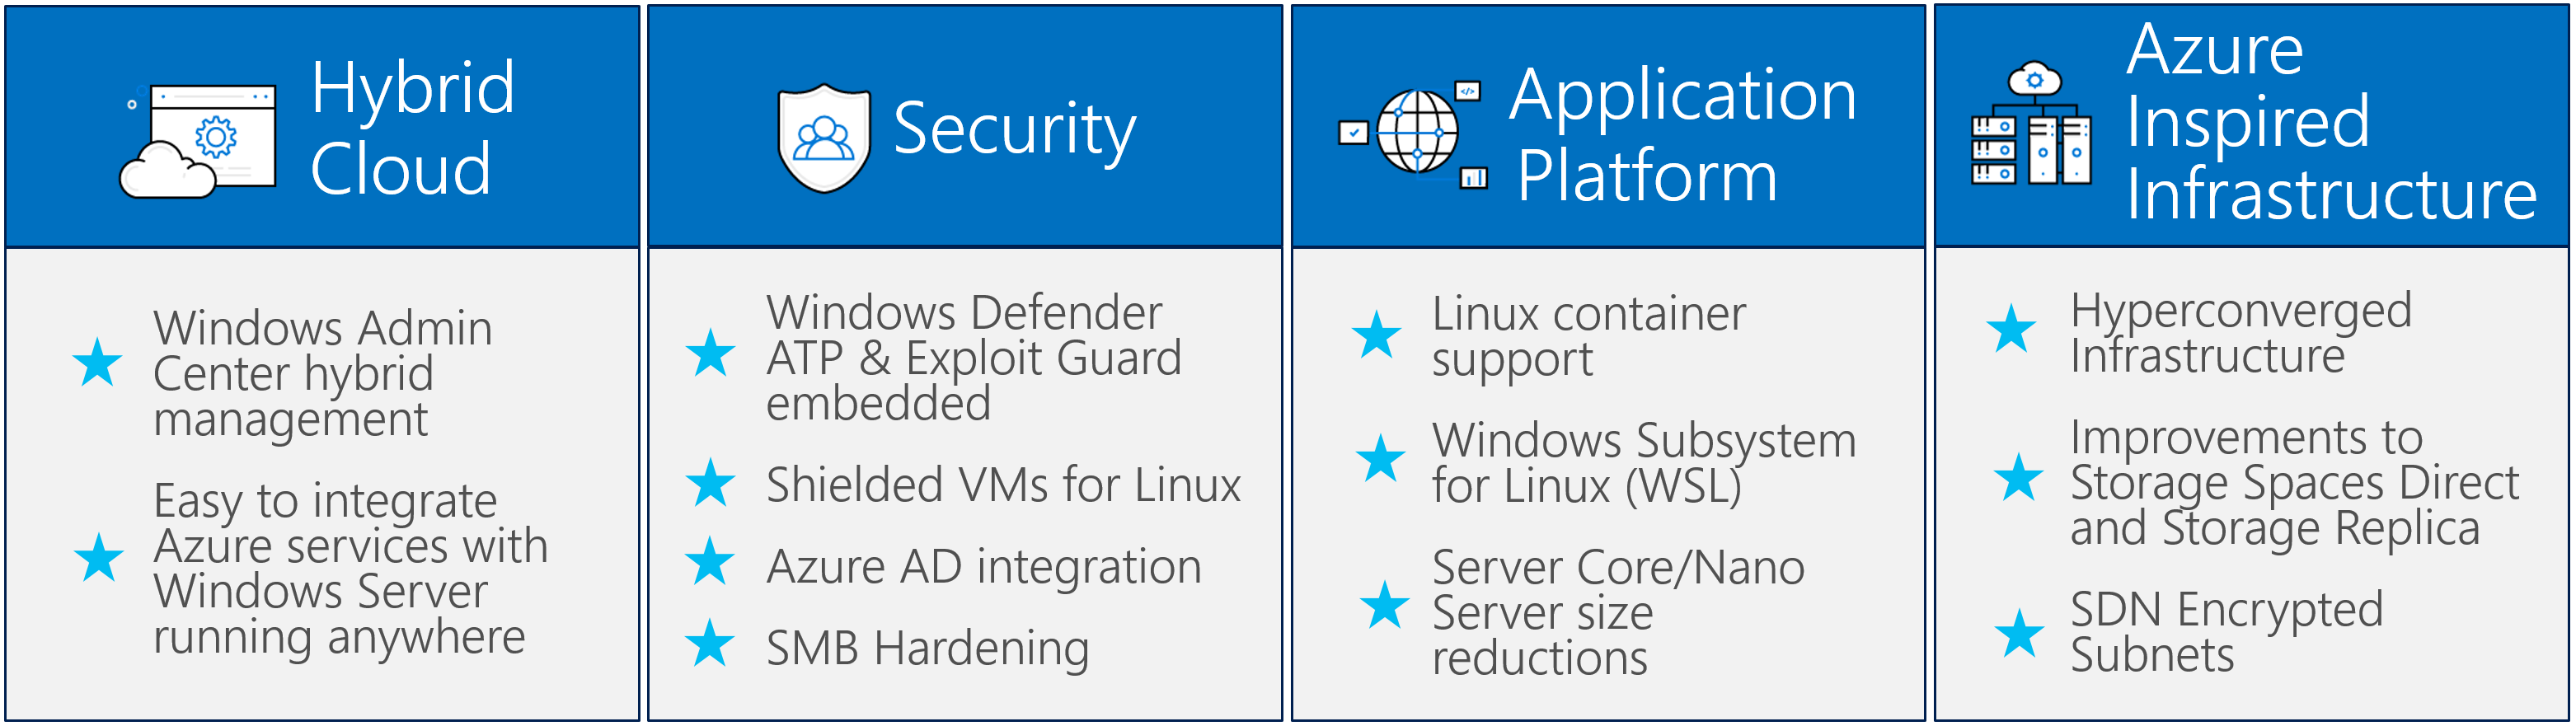 Hybrid
Cloud
Windows Admin
Center hybrid
management
Easy to integrate
Azure services with
Windows Server
running anywhere
Security
Windows Defender
ATP & Exploit Guard
embedded
Shielded VMs for Linux
Azure AD integration
SMB Hardening
</>
Application
Platform
Linux container
support
Windows Subsystem
for Linux (WSL)
Server Core/Nano
Server size
reductions
Azure
Inspired
Infrastructure
Hyperconverged
Infrastructure
Improvements to
Storage Spaces Direct
and Storage Replica
SDN Encrypted
Subnets